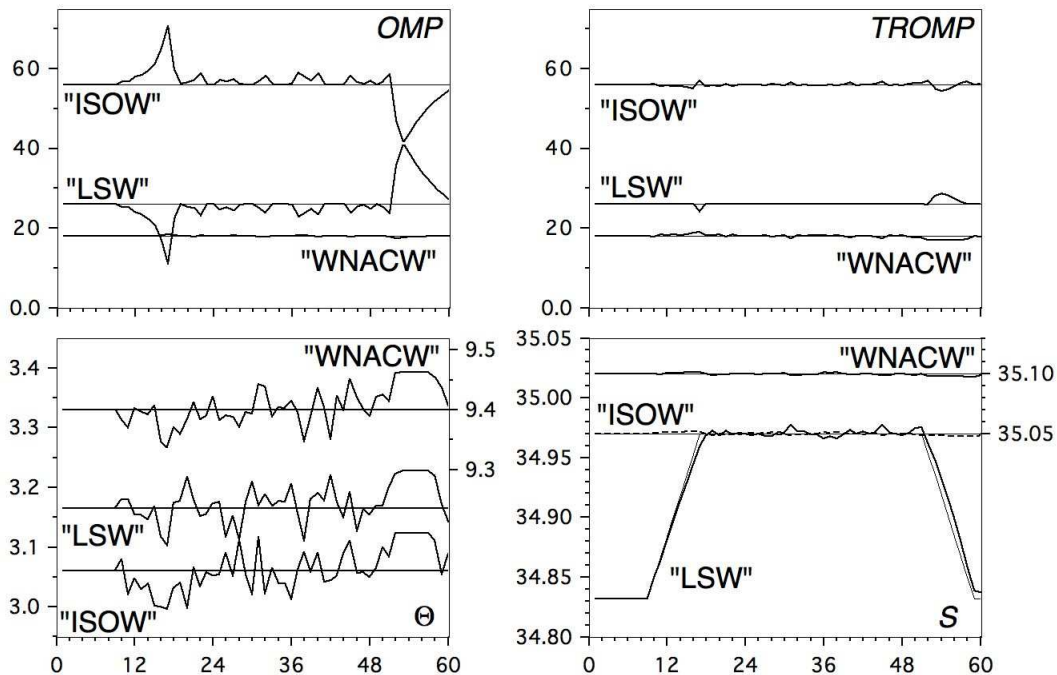 OMP
60
"ISOW"
40
"LSW"
20
"WNACW"
0.0
TROMP
60
"ISOW"
40
"LSW"
20
"WNACW"
0.0
3.4
3.3
3.2
3.1
3.0
"WNACW"
9.5
9.4
9.3
"LSW"
"ISOW"
Θ
0 12 24 36 48 60
35.05
35.00
34.95
34.90
34.85
34.80
"WNACW"
35.10
"ISOW"
35.05
"LSW"
S
0 12 24 36 48 60